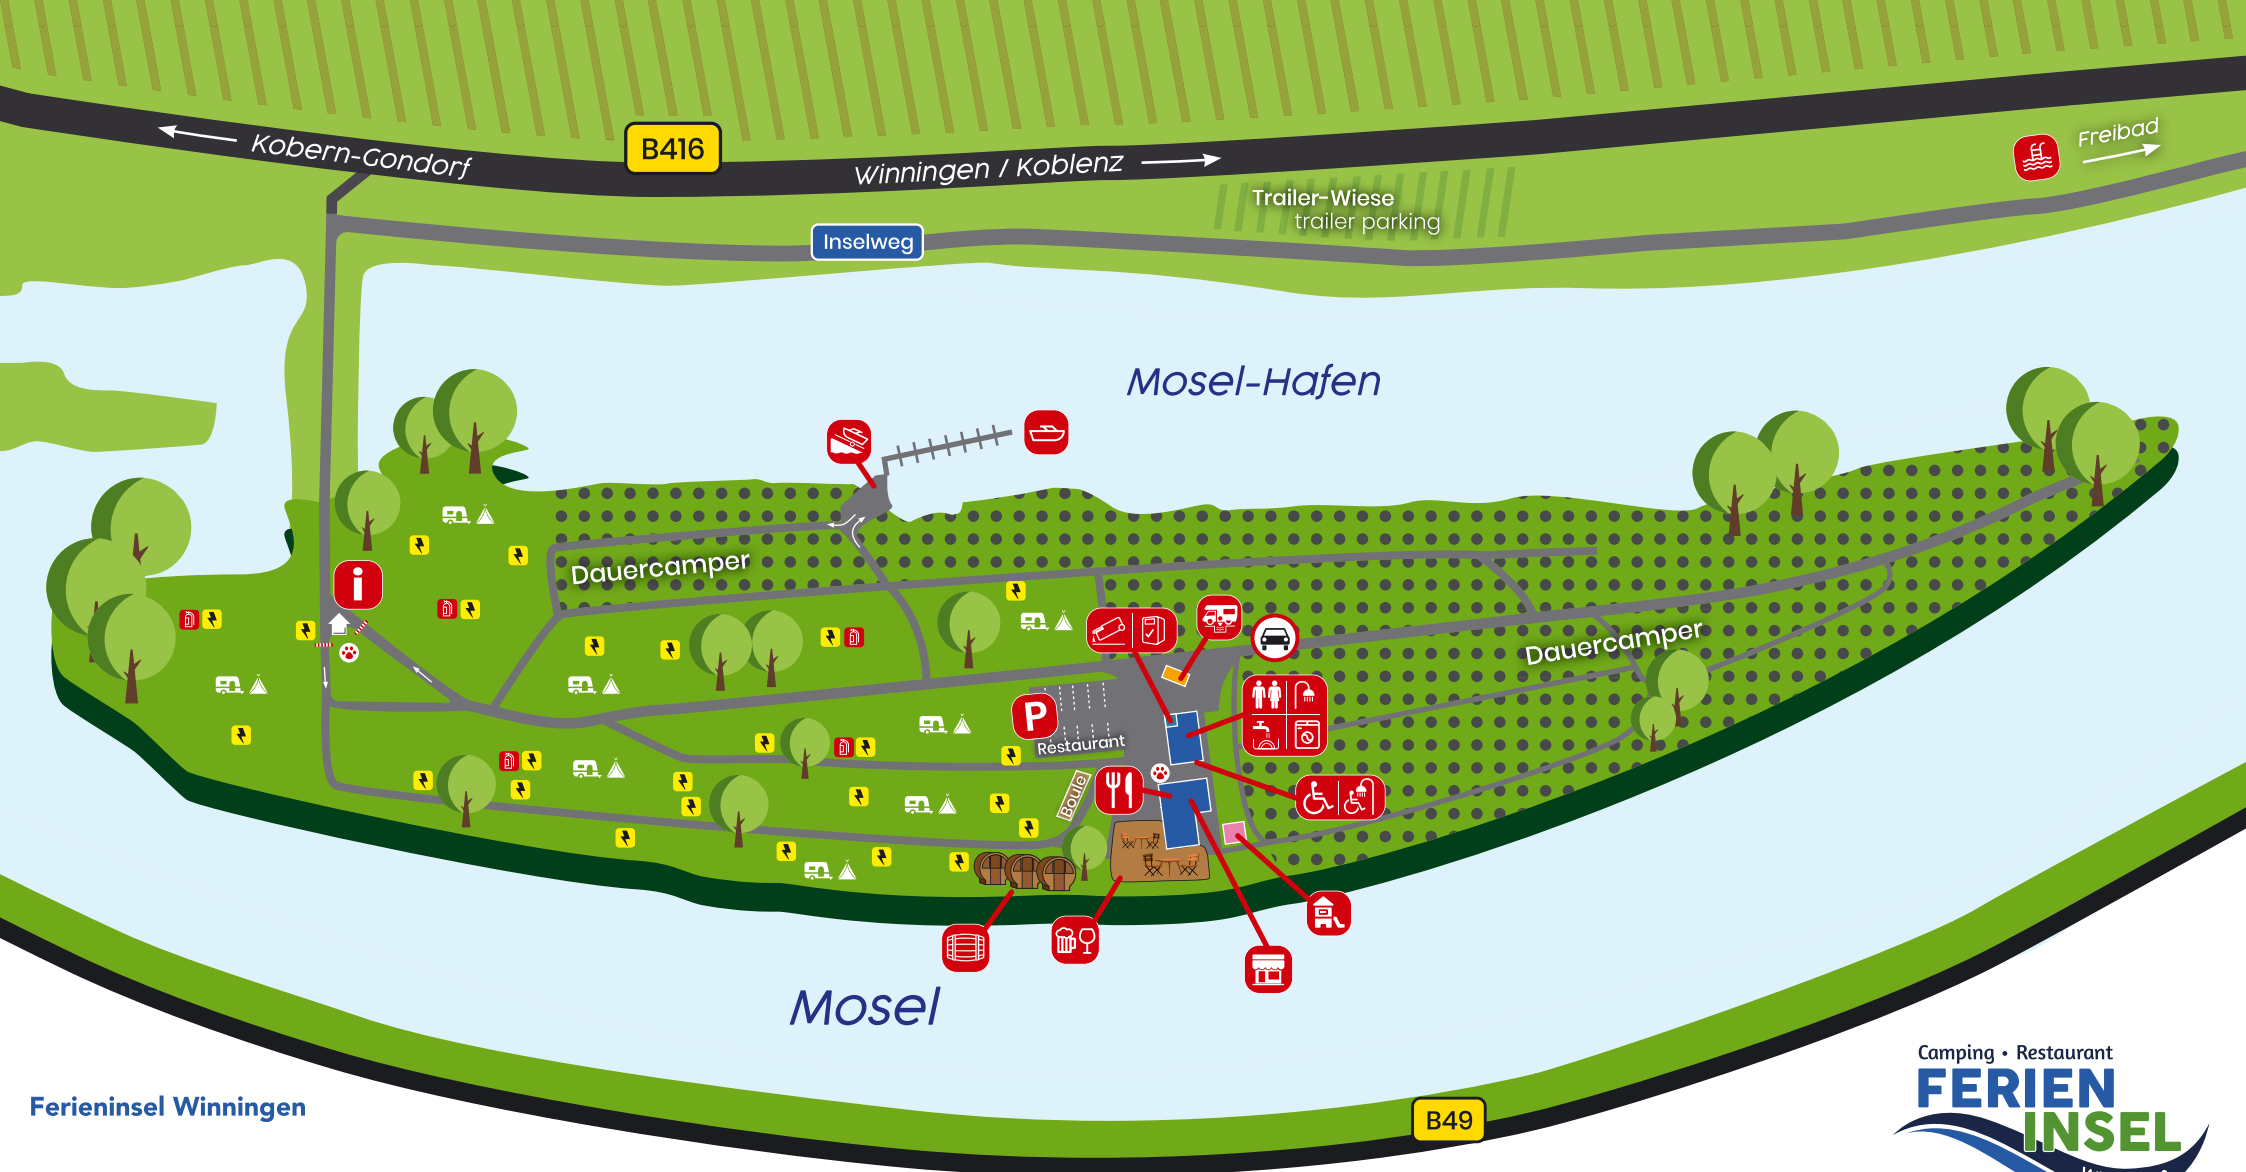 Kobern-Gondorf
B416
Winningen / Koblenz
Freibad
Trailer-Wiese
trailer parking
Inselweg
Mosel-Hafen
Dauercamper
i
Dauercamper
P
Restaurant
Boule
Mosel
Camping • Restaurant
FERIEN
INSEL
Ferieninsel Winningen
B49